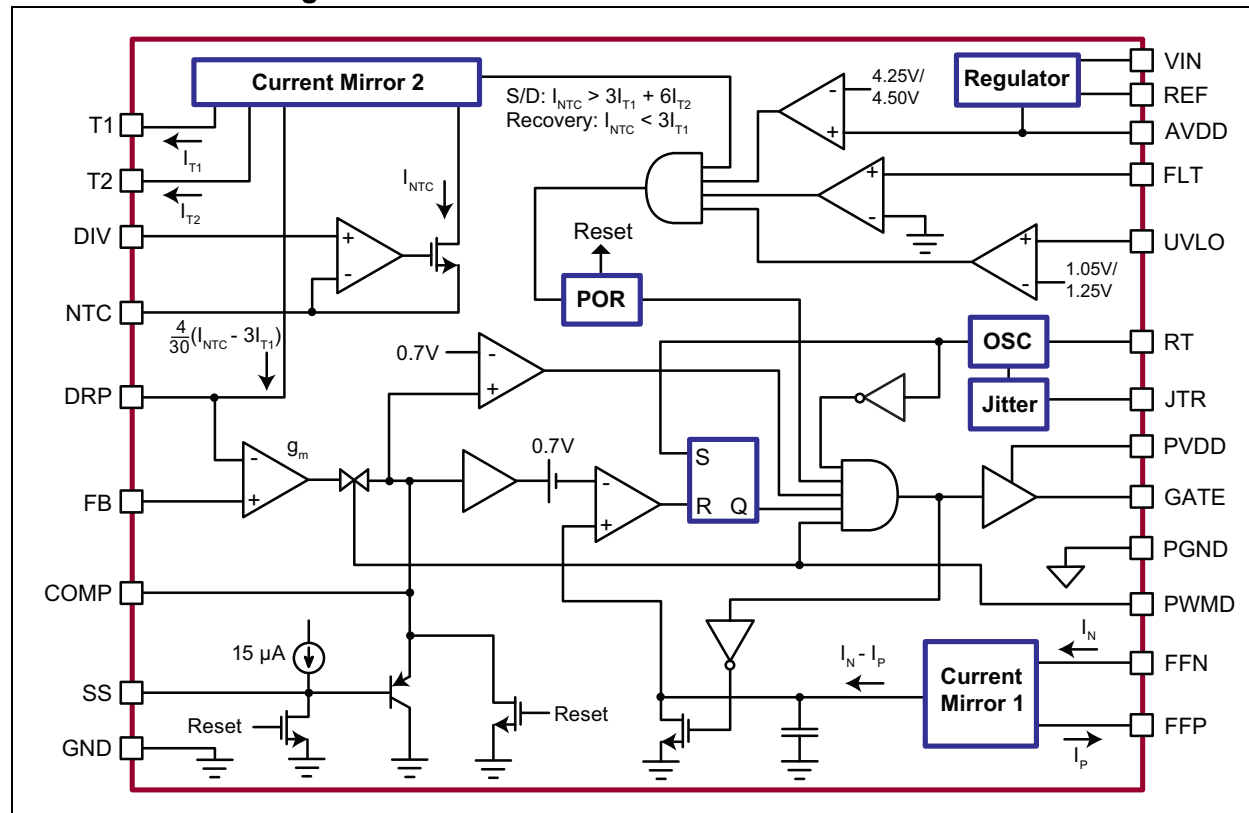 Current Mirror 2
S/D: I_NTC > 3I_T1 + 6I_T2
Recovery: I_NTC < 3I_T1
4.25V/
4.50V
Regulator
VIN
REF
AVDD
FLT
UVLO
1.05V/
1.25V
T1
I_T1
T2
I_T2
I_NTC
DIV
+
-
NTC
-
+
+
-
+
-
Reset
POR
4/30(I_NTC - 3I_T1)
DRP
0.7V
-
+
OSC
RT
Jitter
JTR
g_m
-
+
FB
0.7V
-
+
S
R
Q
PVDD
GATE
PGND
PWMD
COMP
15 µA
SS
Reset
Reset
GND
I_N - I_P
Current
Mirror 1
I_N
FFN
FFP
I_P